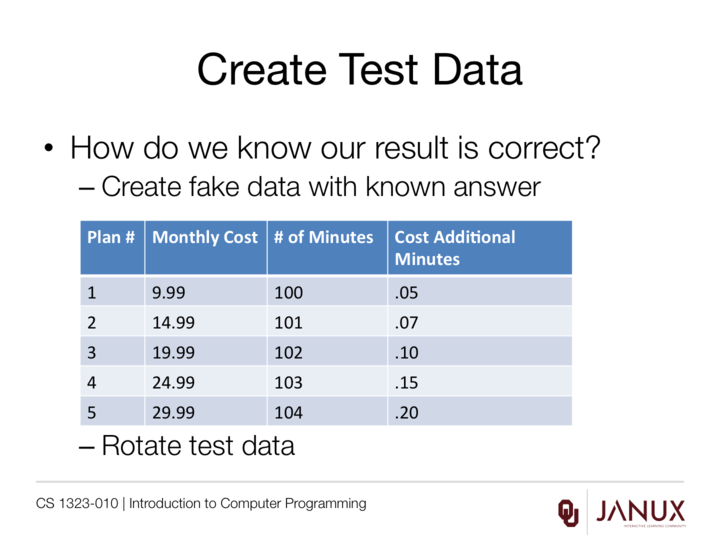 Create Test Data
• How do we know our result is correct?
– Create fake data with known answer
Plan # Monthly Cost # of Minutes Cost Additional Minutes
1 9.99 100 .05
2 14.99 101 .07
3 19.99 102 .10
4 24.99 103 .15
5 29.99 104 .20
– Rotate test data
CS 1323-010 | Introduction to Computer Programming
OU JANUX
INTERACTIVE LEARNING COMMUNITY